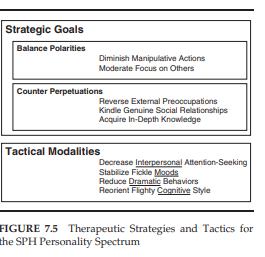 Strategic Goals
Balance Polarities
Diminish Manipulative Actions
Moderate Focus on Others
Counter Perpetuations
Reverse External Preoccupations
Kindle Genuine Social Relationships
Acquire In-Depth Knowledge
Tactical Modalities
Decrease Interpersonal Attention-Seeking
Stabilize Fickle Moods
Reduce Dramatic Behaviors
Reorient Flighty Cognitive Style
FIGURE 7.5 Therapeutic Strategies and Tactics for
the SPH Personality Spectrum